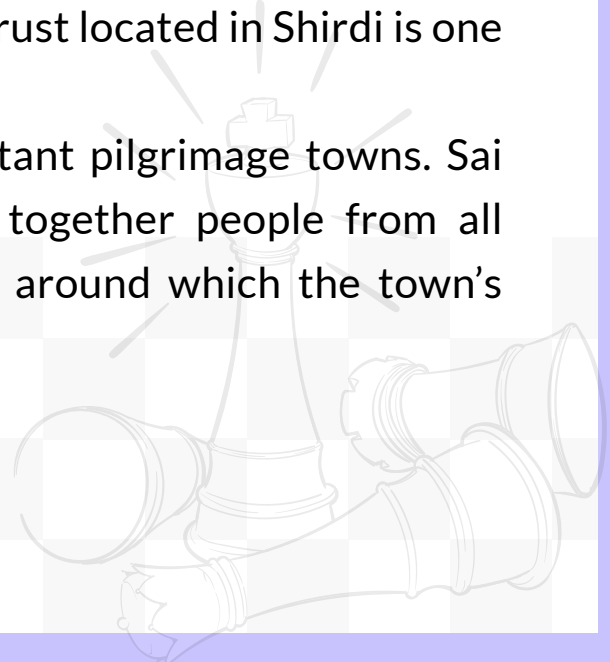 rust located in Shirdi is one
tant pilgrimage towns. Sai
together people from all
around which the town’s